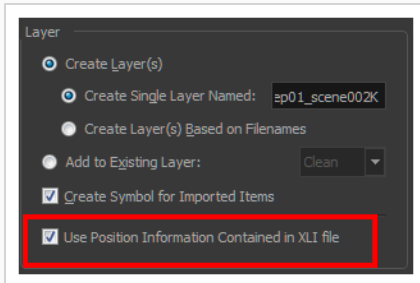 Layer
Create Layer(s)
Create Single Layer Named: ep01_scene002K
Create Layer(s) Based on Filenames
Add to Existing Layer: Clean
Create Symbol for Imported Items
Use Position Information Contained in XLI file